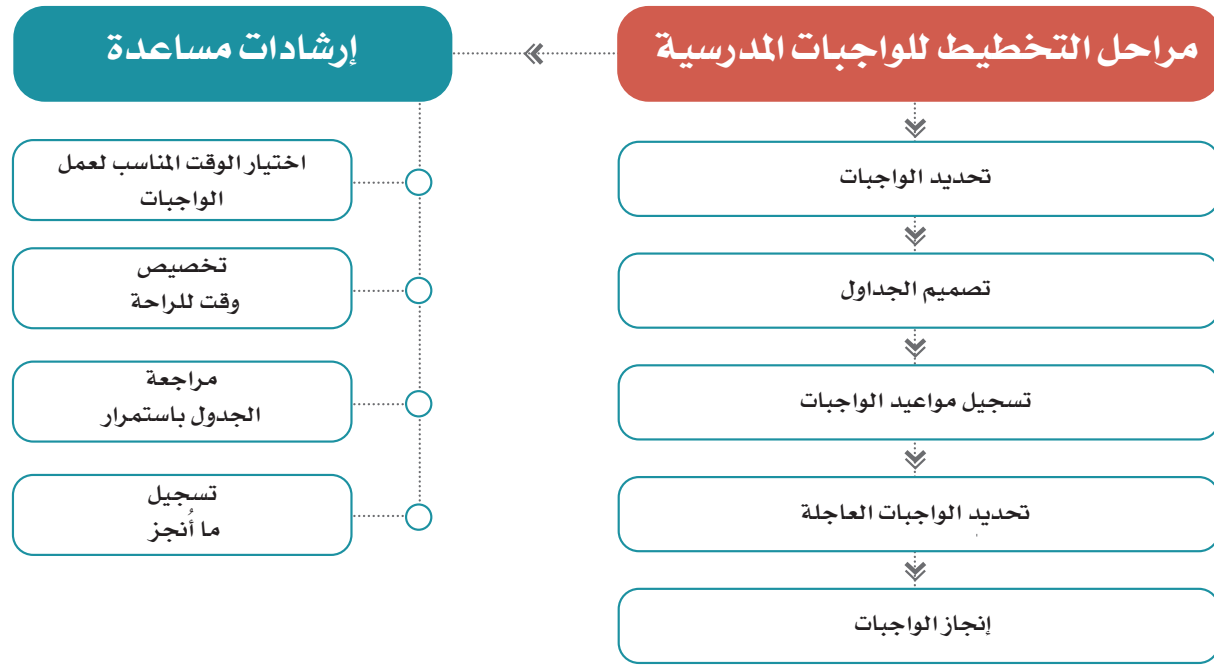 مراحل التخطيط للواجبات المدرسية
تحديد الواجبات
تصميم الجداول
تسجيل مواعيد الواجبات
تحديد الواجبات العاجلة
إنجاز الواجبات
إرشادات مساعدة
اختيار الوقت المناسب لعمل
الواجبات
تخصيص
وقت للراحة
مراجعة
الجدول باستمرار
تسجيل
ما أُنجز